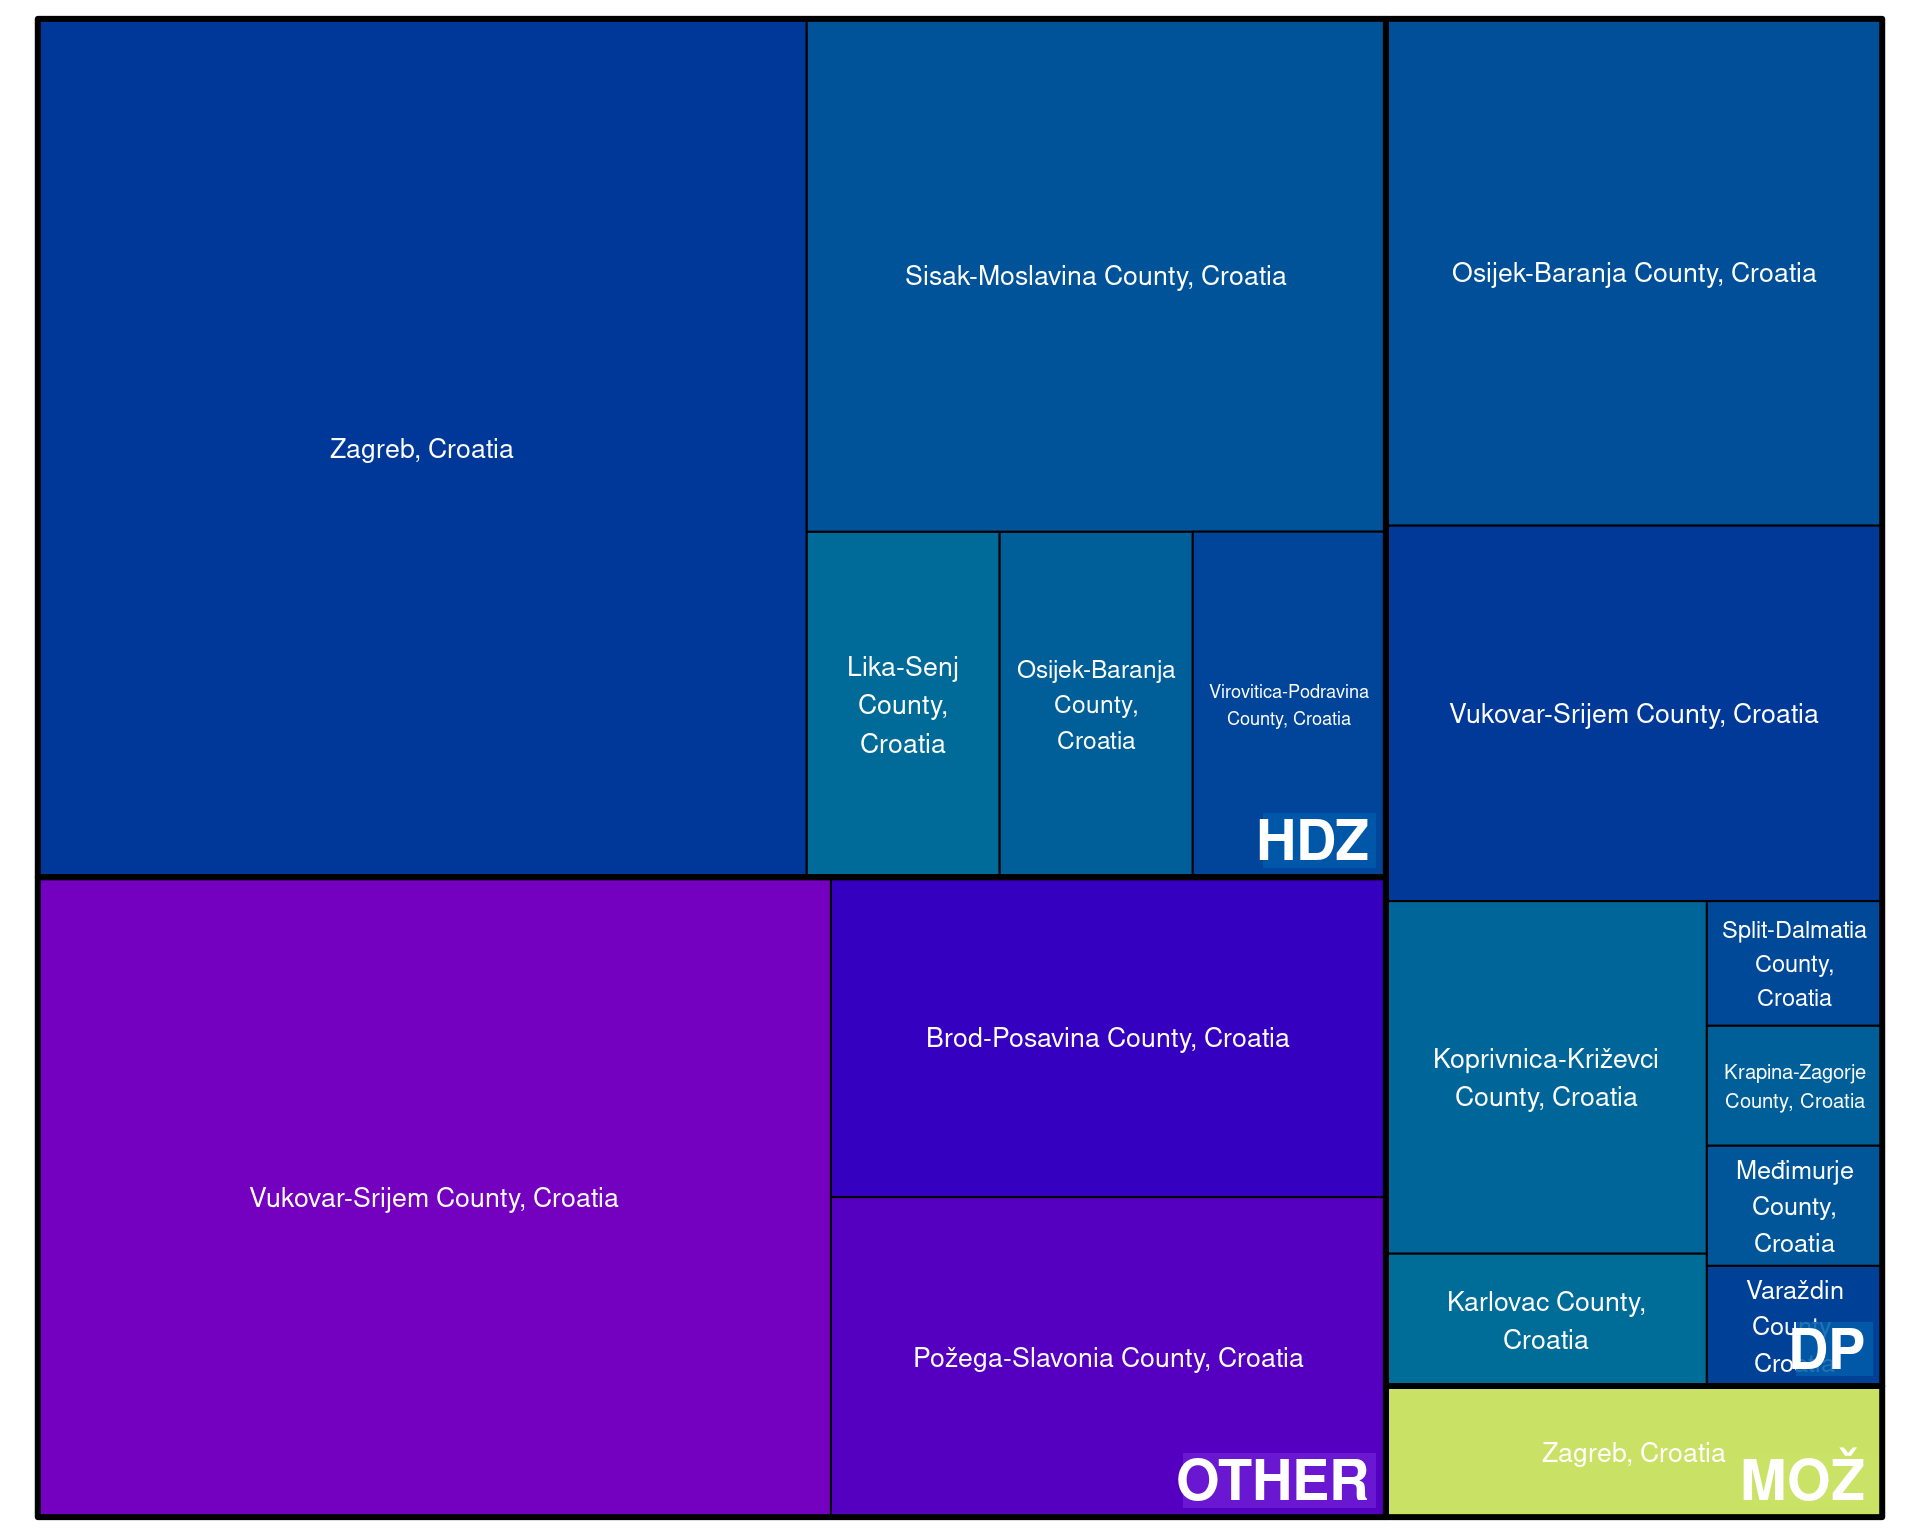 Zagreb, Croatia
Sisak-Moslavina County, Croatia
Lika-Senj
County,
Croatia
Osijek-Baranja
County,
Croatia
Virovitica-Podravina
County, Croatia
HDZ
Vukovar-Srijem County, Croatia
Brod-Posavina County, Croatia
Požega-Slavonia County, Croatia
OTHER
Osijek-Baranja County, Croatia
Vukovar-Srijem County, Croatia
Koprivnica-Križevci
County, Croatia
Karlovac County,
Croatia
Split-Dalmatia
County,
Croatia
Krapina-Zagorje
County, Croatia
Međimurje
County,
Croatia
Varaždin
County,
Croatia
DP
Zagreb, Croatia
MOŽ